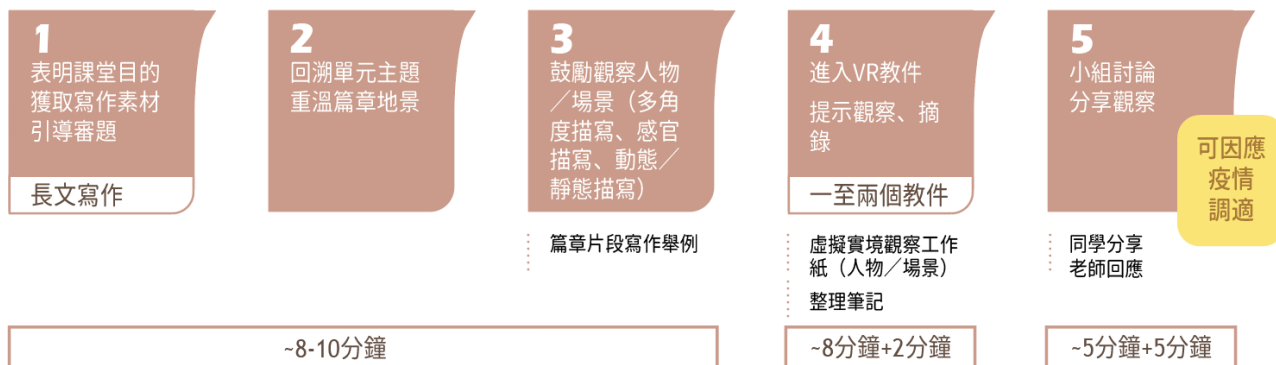 1
表明課堂目的
獲取寫作素材
引導審題
長文寫作
2
回溯單元主題
重溫篇章地景
3
鼓勵觀察人物
／場景（多角
度描寫、感官
描寫、動態／
靜態描寫）
篇章片段寫作舉例
4
進入VR教件
提示觀察、摘
錄
一至兩個教件
虛擬實境觀察工作
紙（人物／場景）
整理筆記
5
小組討論
分享觀察
可因應
疫情
調適
同學分享
老師回應
~8-10分鐘
~8分鐘+2分鐘
~5分鐘+5分鐘